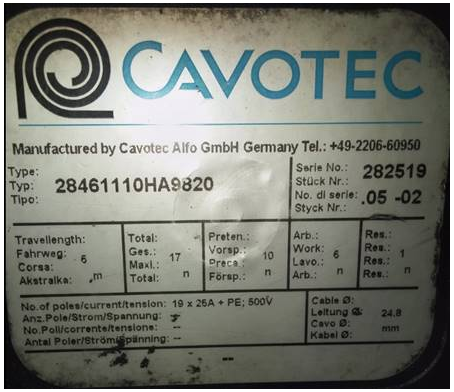 CAVOTEC
Manufactured by Cavotec Alfo GmbH Germany Tel.: +49-2206-60950
Type:
Typ: 28461110HA9820
Tipo:
Serie No.: 282519
Stück Nr.:
No. di serie: .05 -02
Styck Nr.:
Travellength:
Fahrweg: 6
Corsa:
Akstralka: m
Total:
Ges.: 17
Maxi.:
Total: n
Preten.:
Vorsp.: 10
Preca.:
Försp.: n
Arb.:
Work: 6
Lavo.:
Arb.: n
Res.:
Res.: 1
Res.:
Res.: n
No.of poles/current/tension: 19 x 25A + PE; 500V
Anz.Pole/Strom/Spannung:
No.Poli/corrente/tensione: --
Antal Poler/Ström/Spänning: --
--
Cable Ø:
Leitung Ø: 24.8
Cavo Ø: mm
Kabel Ø: